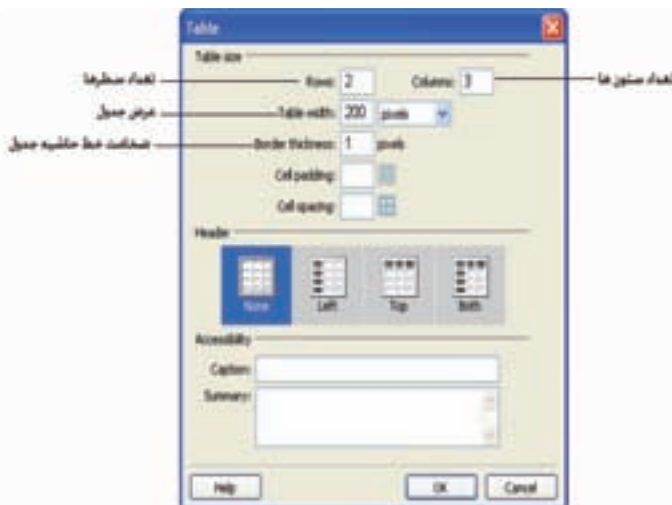 Table
Table size
تعداد سطرها Rows: 2 Columns: 3 تعداد ستون ها
عرض جدول Table width: 200 pixels
ضخامت خط حاشیه جدول Border thickness: 1 pixels
Cell padding:
Cell spacing:
Header
None Left Top Both
Accessibility
Caption:
Summary:
Help OK Cancel